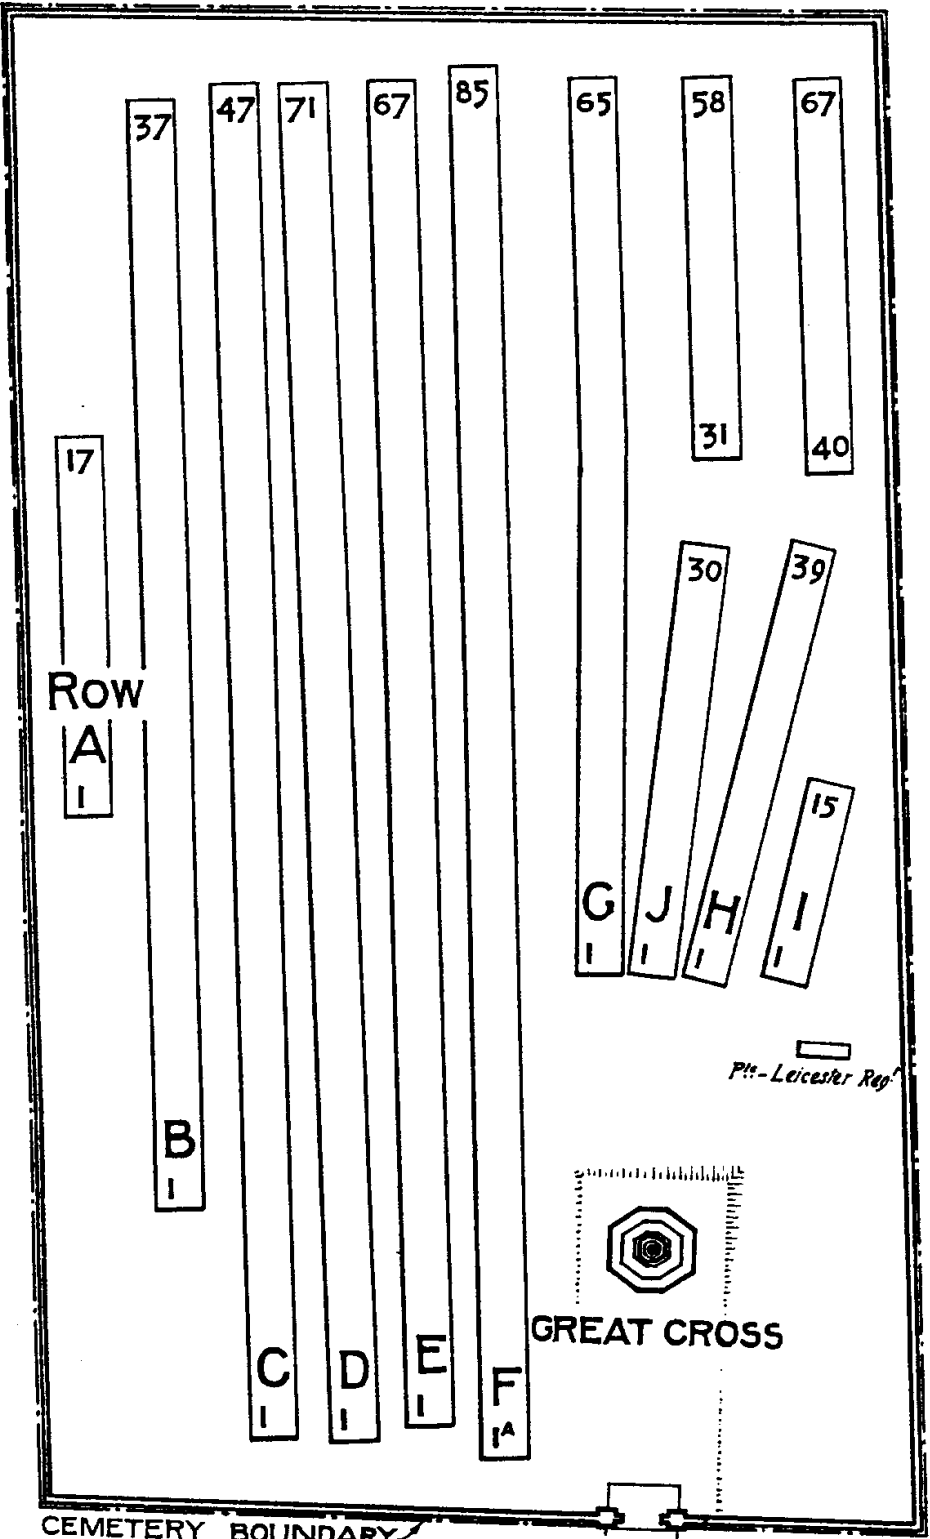 37
47
71
67
85
65
58
67
31
40
17
30
39
Row
A
1
15
G
J
H
I
1
1
1
1
Pte - Leicester Regt
B
1
GREAT CROSS
C
D
E
F
1
1
1
1A
CEMETERY BOUNDARY